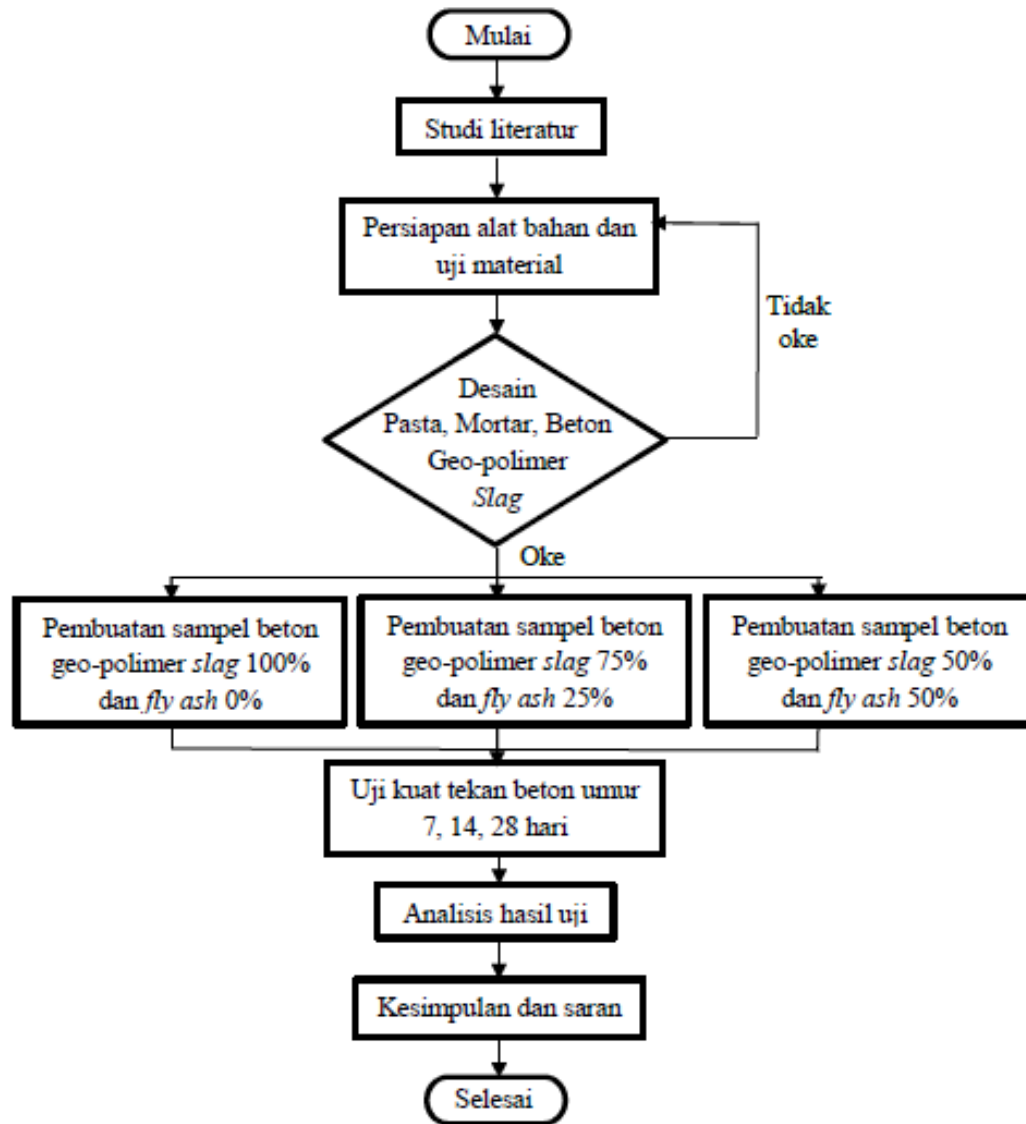 Mulai
Studi literatur
Persiapan alat bahan dan
uji material
Tidak
oke
Desain
Pasta, Mortar, Beton
Geo-polimer
Slag
Oke
Pembuatan sampel beton
geo-polimer slag 100%
dan fly ash 0%
Pembuatan sampel beton
geo-polimer slag 75%
dan fly ash 25%
Pembuatan sampel beton
geo-polimer slag 50%
dan fly ash 50%
Uji kuat tekan beton umur
7, 14, 28 hari
Analisis hasil uji
Kesimpulan dan saran
Selesai